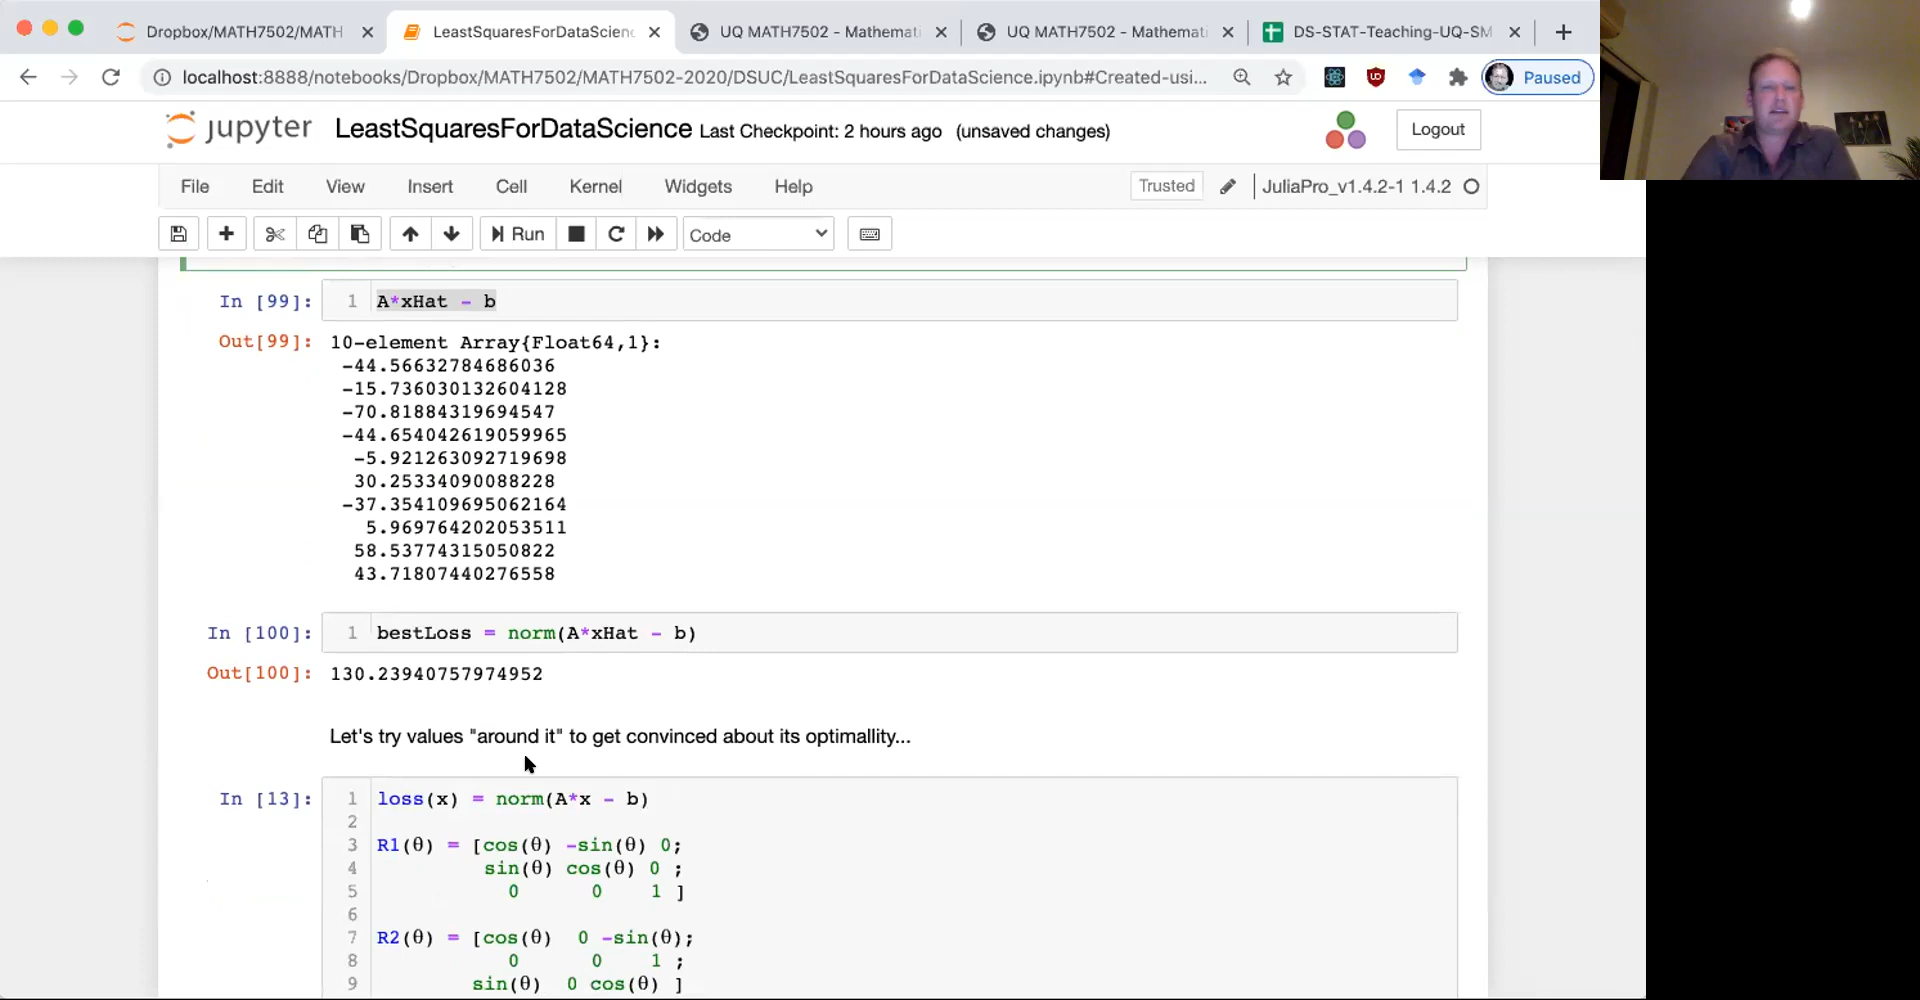 Dropbox/MATH7502/MATH
LeastSquaresForDataScienc
UQ MATH7502 - Mathemati
UQ MATH7502 - Mathemat
DS-STAT-Teaching-UQ-SM
localhost:8888/notebooks/Dropbox/MATH7502/MATH7502-2020/DSUC/LeastSquaresForDataScience.ipynb#Created-usi...
Paused
jupyter LeastSquaresForDataScience Last Checkpoint: 2 hours ago (unsaved changes)
Logout
File Edit View Insert Cell Kernel Widgets Help
Trusted JuliaPro_v1.4.2-1 1.4.2
Run Code
In [99]: 1 A*xHat - b
Out[99]: 10-element Array{Float64,1}:
-44.56632784686036
-15.736030132604128
-70.81884319694547
-44.654042619059965
-5.921263092719698
30.25334090088228
-37.354109695062164
5.969764202053511
58.53774315050822
43.71807440276558
In [100]: 1 bestLoss = norm(A*xHat - b)
Out[100]: 130.23940757974952
Let's try values "around it" to get convinced about its optimallity...
In [13]: 1 loss(x) = norm(A*x - b)
2
3 R1(θ) = [cos(θ) -sin(θ) 0;
4 sin(θ) cos(θ) 0 ;
5 0 0 1 ]
6
7 R2(θ) = [cos(θ) 0 -sin(θ);
8 0 0 1 ;
9 sin(θ) 0 cos(θ) ]